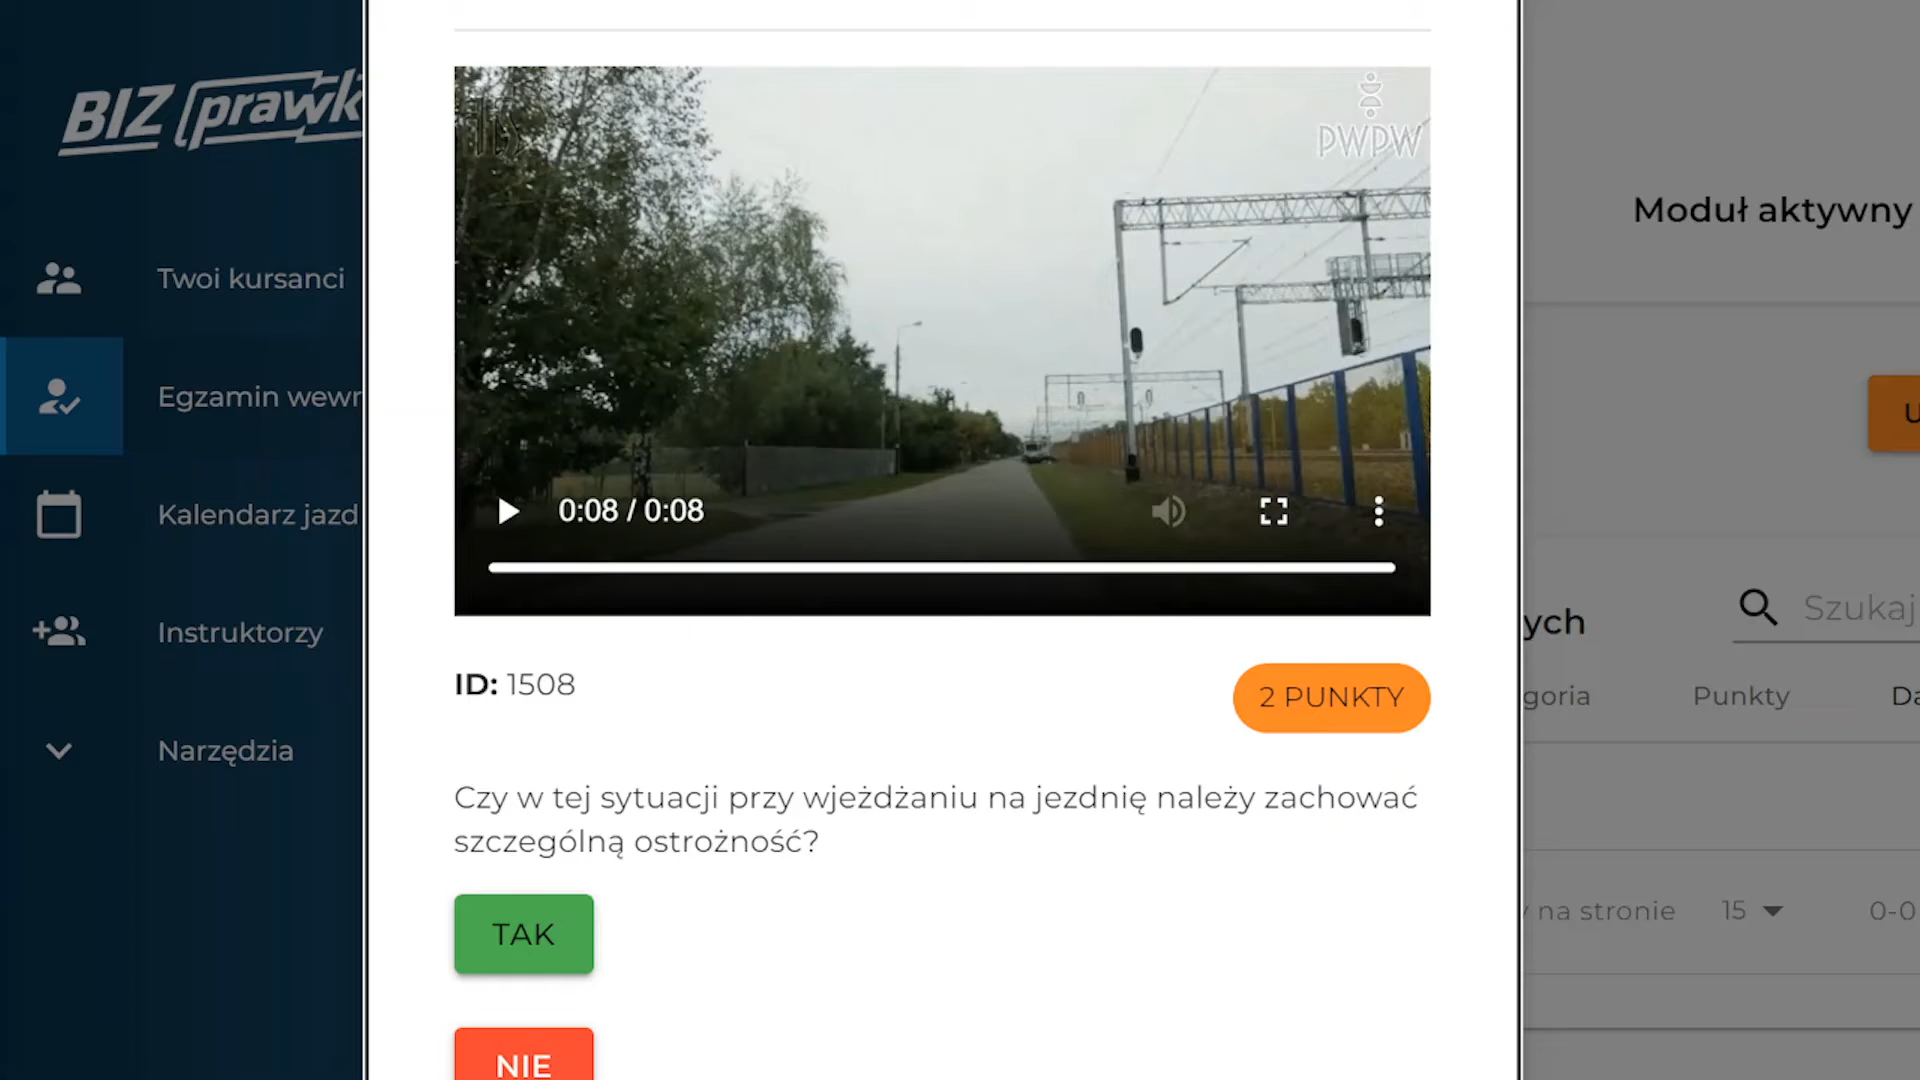 BIZ prawk
Twoi kursanci
Egzamin wewn
Kalendarz jazd
Instruktorzy
Narzędzia
PWPW
0:08 / 0:08
ID: 1508
2 PUNKTY
Czy w tej sytuacji przy wjeżdżaniu na jezdnię należy zachować
szczególną ostrożność?
TAK
NIE
Moduł aktywny
U
ych
Szukaj
goria
Punkty
Da
y na stronie
15
0-0